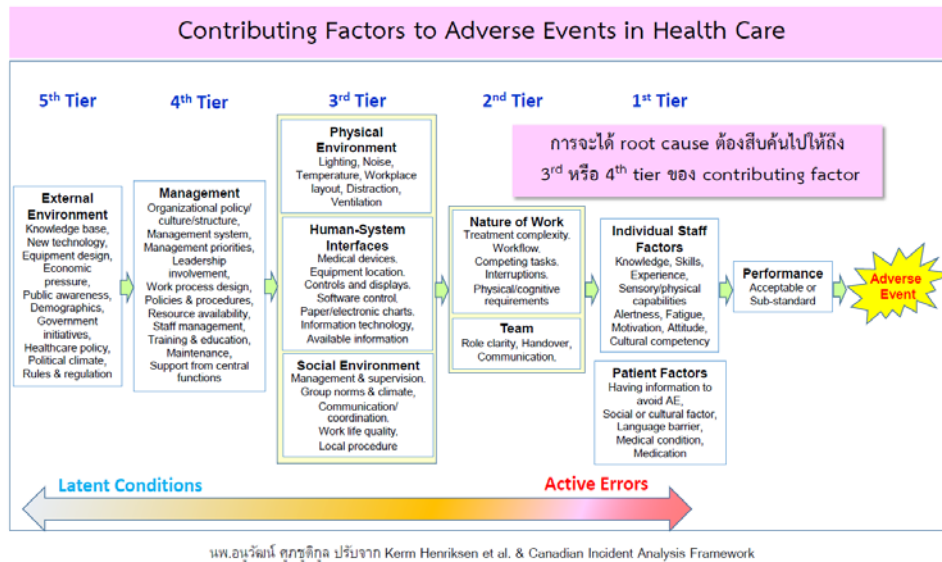 Contributing Factors to Adverse Events in Health Care
5th Tier
4th Tier
3rd Tier
2nd Tier
1st Tier
การจะได้ root cause ต้องสืบค้นไปให้ถึง
3rd หรือ 4th tier ของ contributing factor
External
Environment
Knowledge base,
New technology,
Equipment design,
Economic
pressure,
Public awareness,
Demographics,
Government
initiatives,
Healthcare policy,
Political climate,
Rules & regulation
Management
Organizational policy/
culture/structure,
Management system,
Management priorities,
Leadership
involvement,
Work process design,
Policies & procedures,
Resource availability,
Staff management,
Training & education,
Maintenance,
Support from central
functions
Physical
Environment
Lighting, Noise,
Temperature, Workplace
layout, Distraction,
Ventilation
Human-System
Interfaces
Medical devices.
Equipment location.
Controls and displays.
Software control,
Paper/electronic charts.
Information technology,
Available information
Social Environment
Management & supervision.
Group norms & climate,
Communication/
coordination.
Work life quality,
Local procedure
Nature of Work
Treatment complexity.
Workflow.
Competing tasks.
Interruptions.
Physical/cognitive
requirements
Team
Role clarity, Handover,
Communication.
Individual Staff
Factors
Knowledge, Skills,
Experience,
Sensory/physical
capabilities
Alertness, Fatigue,
Motivation, Attitude,
Cultural competency
Patient Factors
Having information to
avoid AE,
Social or cultural factor,
Language barrier,
Medical condition,
Medication
Performance
Acceptable or
Sub-standard
Adverse
Event
Latent Conditions
Active Errors
นพ.อนุวัฒน์ ศุภชุติกุล ปรับจาก Kerm Henriksen et al. & Canadian Incident Analysis Framework